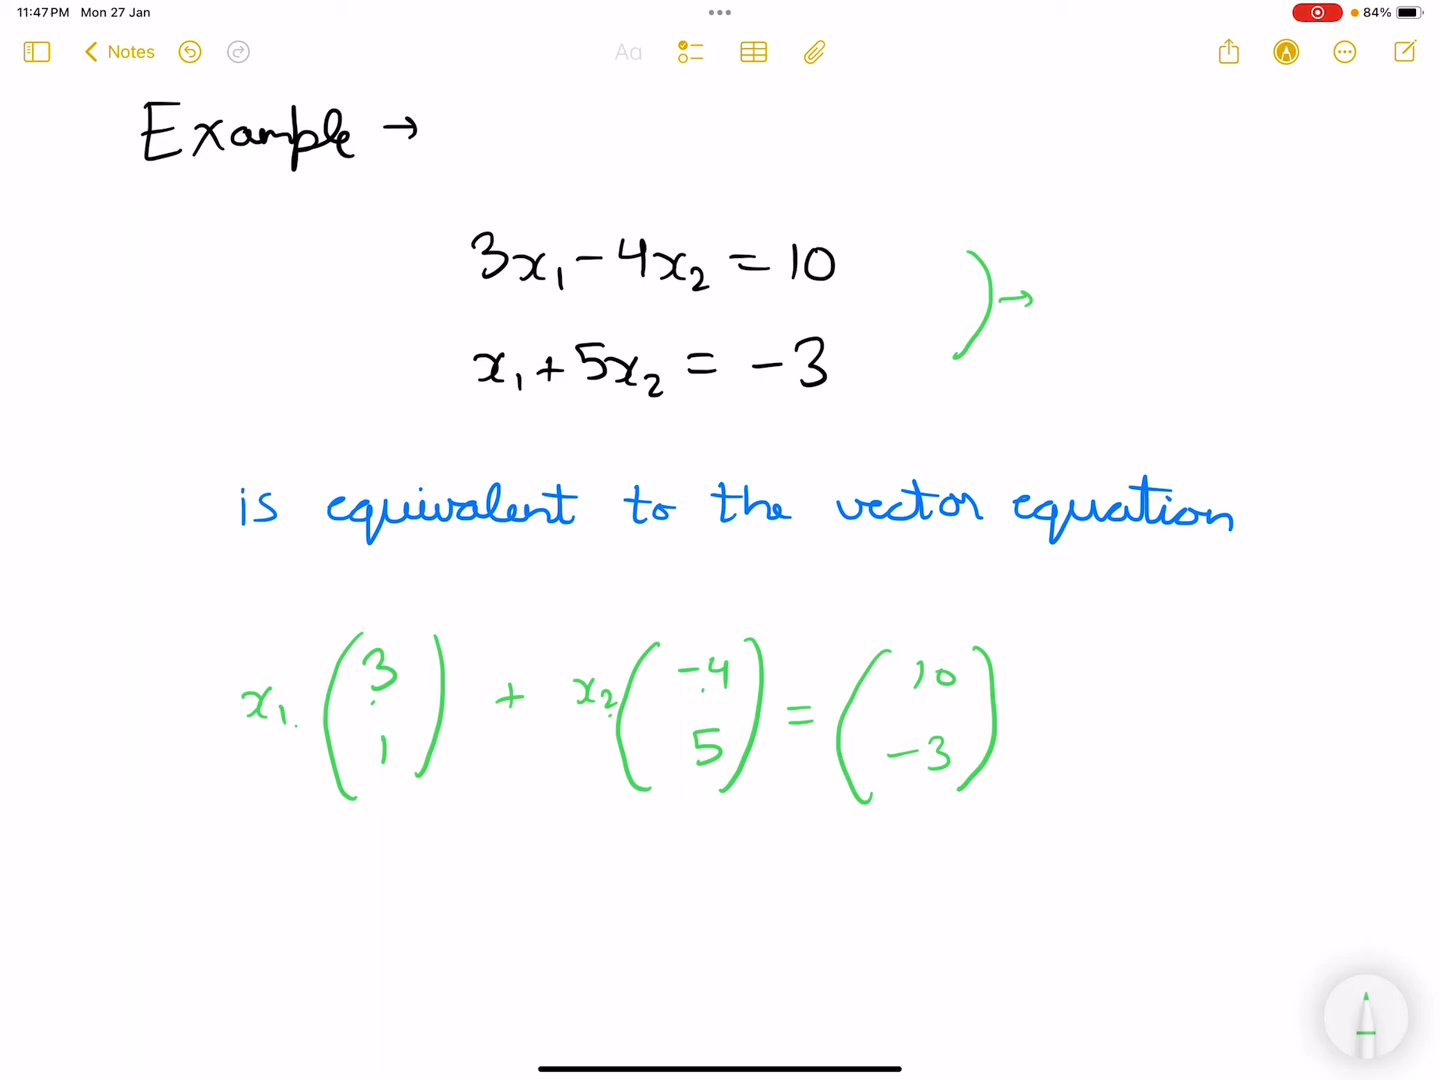 11:47 PM Mon 27 Jan
84%
Notes
Aa
Example →
3x₁ - 4x₂ = 10
x₁ + 5x₂ = -3
is equivalent to the vector equation
x₁ (3 1) + x₂ (-4 5) = (10 -3)